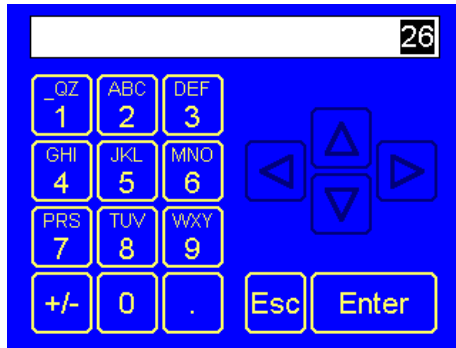 26
_QZ ABC DEF
1 2 3
GHI JKL MNO
4 5 6
PRS TUV WXY
7 8 9
+/- 0 . Esc Enter